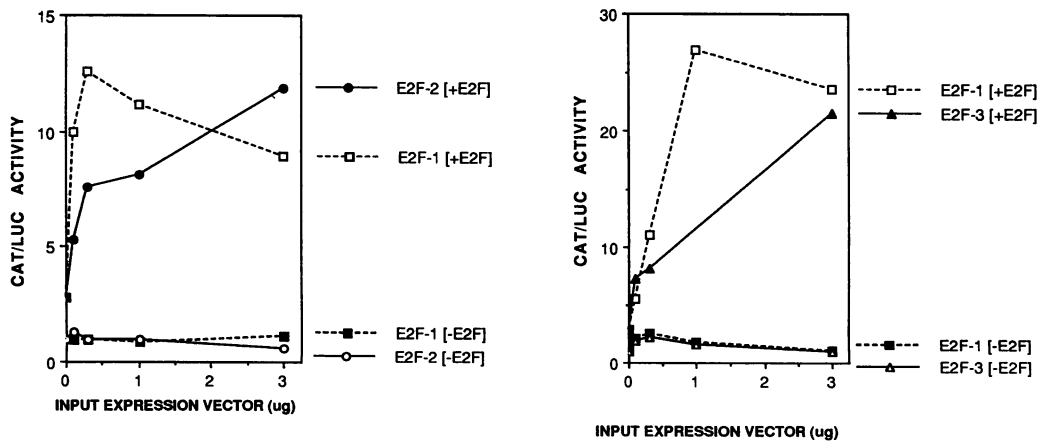 15
10
5
0
CAT/LUC ACTIVITY
0
1
2
3
INPUT EXPRESSION VECTOR (ug)
E2F-2 [+E2F]
E2F-1 [+E2F]
E2F-1 [-E2F]
E2F-2 [-E2F]
30
20
10
0
CAT/LUC ACTIVITY
0
1
2
3
INPUT EXPRESSION VECTOR (ug)
E2F-1 [+E2F]
E2F-3 [+E2F]
E2F-1 [-E2F]
E2F-3 [-E2F]